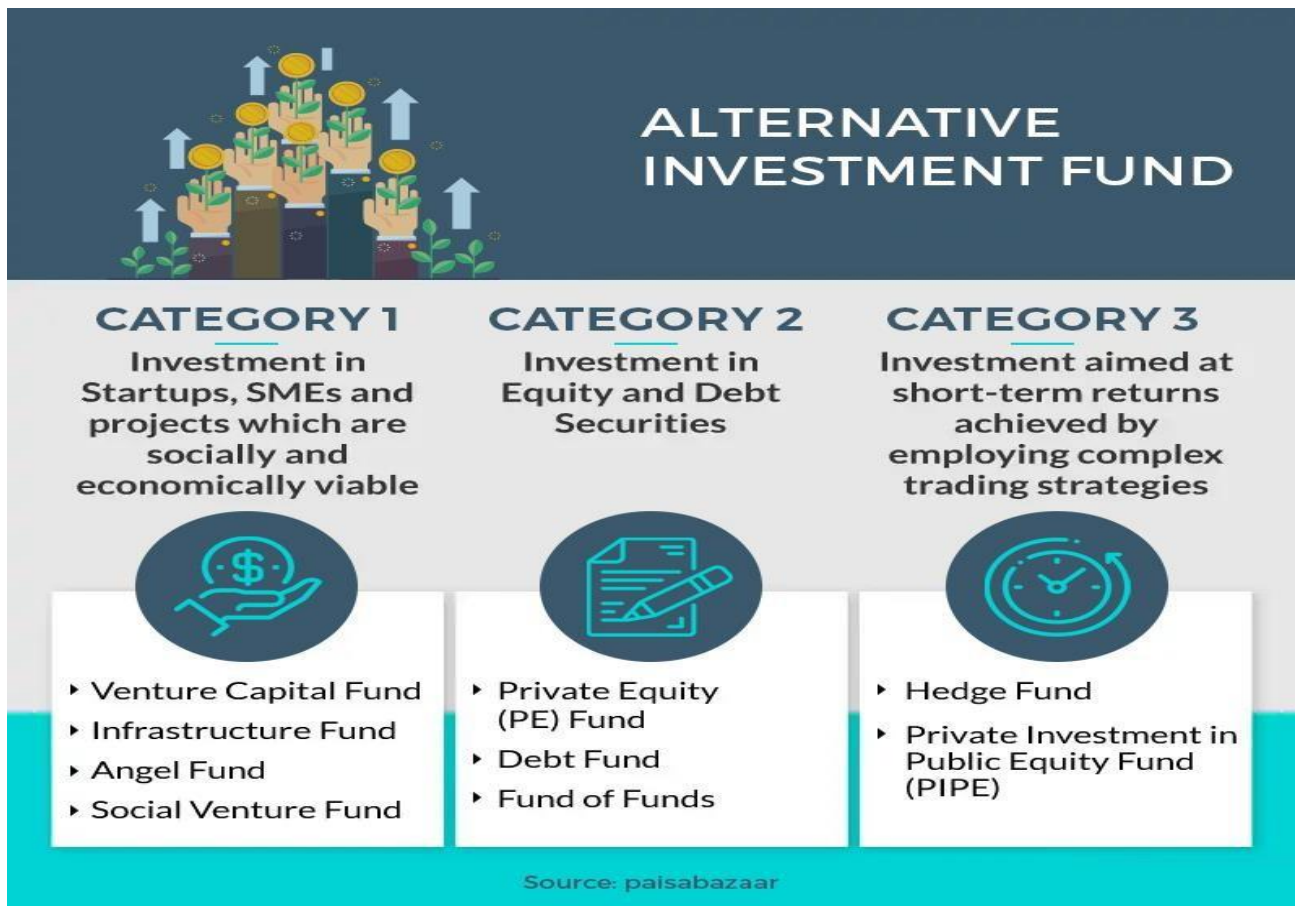 ALTERNATIVE
INVESTMENT FUND
CATEGORY 1
Investment in
Startups, SMEs and
projects which are
socially and
economically viable
$
‣ Venture Capital Fund
‣ Infrastructure Fund
‣ Angel Fund
‣ Social Venture Fund
CATEGORY 2
Investment in
Equity and Debt
Securities
‣ Private Equity
(PE) Fund
‣ Debt Fund
‣ Fund of Funds
CATEGORY 3
Investment aimed at
short-term returns
achieved by
employing complex
trading strategies
‣ Hedge Fund
‣ Private Investment in
Public Equity Fund
(PIPE)
Source: paisabazaar